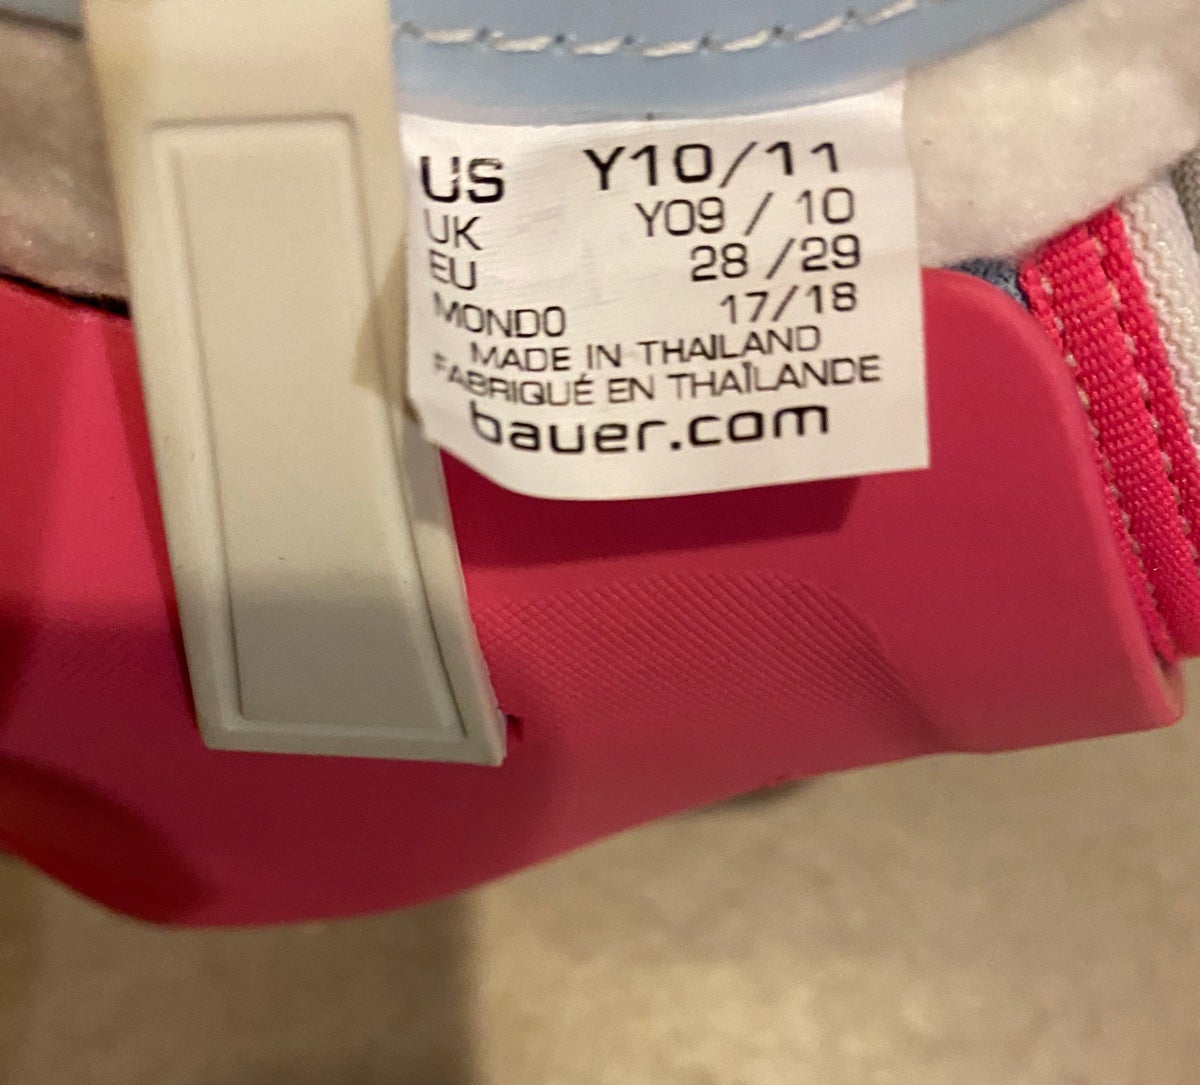 US Y10/11
UK Y09 / 10
EU 28 /29
MONDO 17/18
MADE IN THAILAND
FABRIQUÉ EN THAÏLANDE
bauer.com